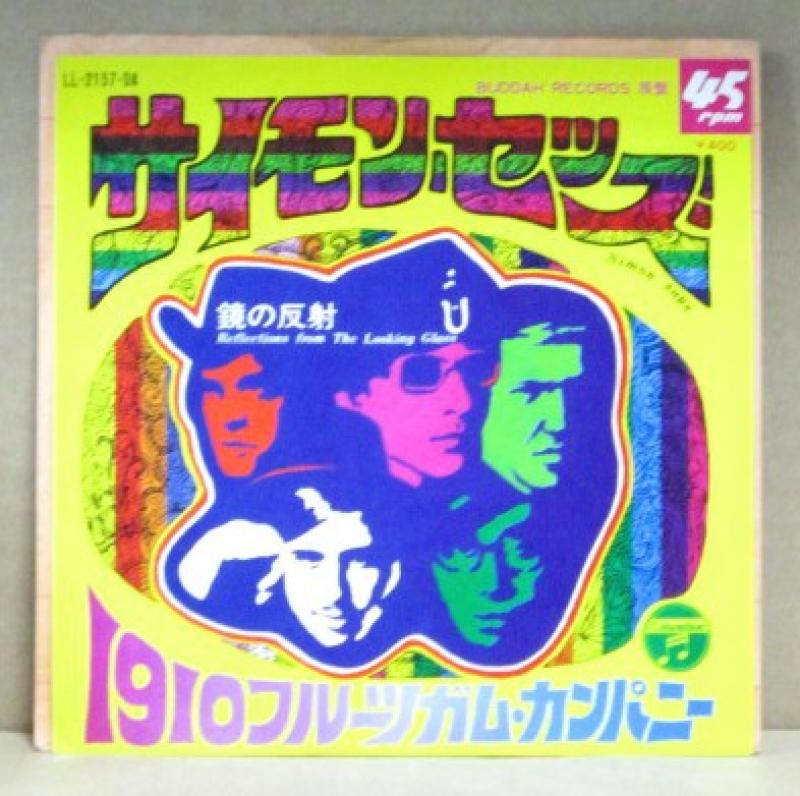 LL-2157-DA
BUDDAH RECORDS 原盤
45
rpm
¥400
サイモン・セッズ
Simon Says
鏡の反射
Reflections from The Looking Glass
1910フルーツガム・カンパニー